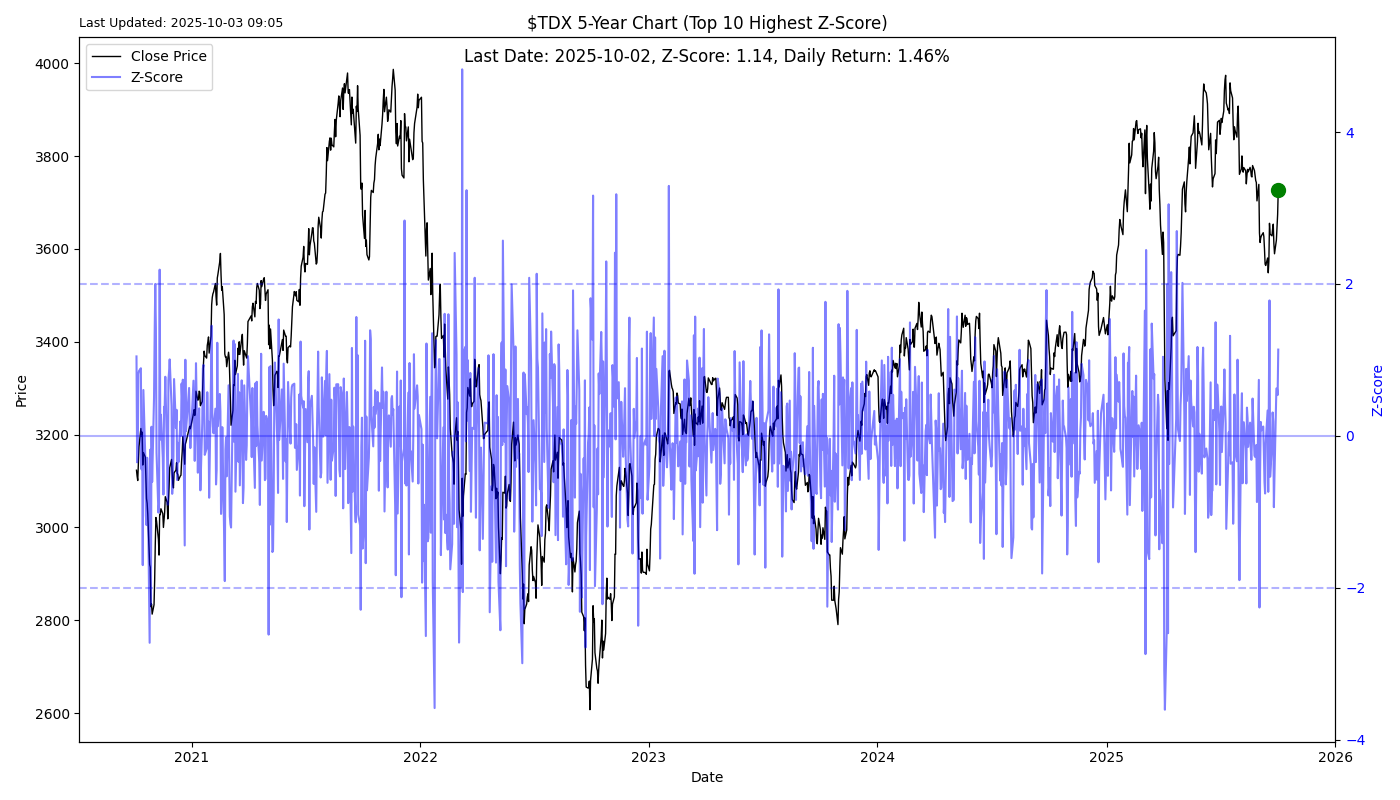 Last Updated: 2025-10-03 09:05
$TDX 5-Year Chart (Top 10 Highest Z-Score)
Last Date: 2025-10-02, Z-Score: 1.14, Daily Return: 1.46%
Close Price
Z-Score
4000
3800
3600
3400
3200
3000
2800
2600
Price
4
2
0
−2
−4
Z-Score
2021
2022
2023
2024
2025
2026
Date